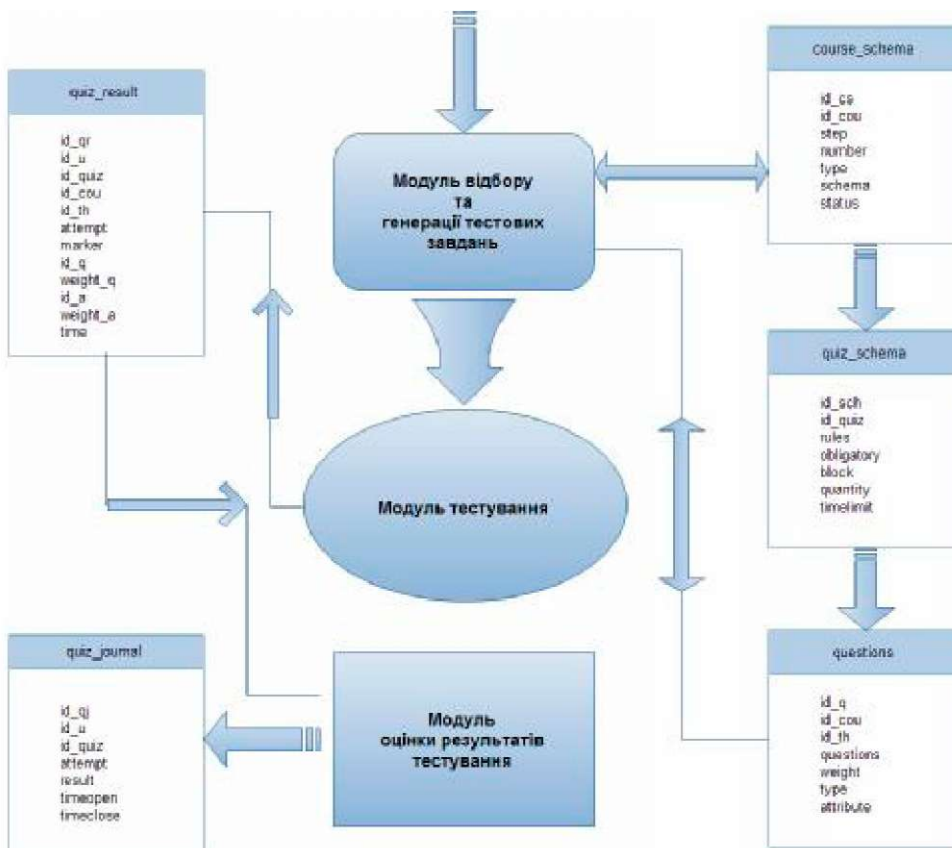 quiz_result
id_qr
id_u
id_quiz
id_cou
id_th
attempt
marker
id_q
weight_q
id_a
weight_a
time
Модуль відбору
та
генерації тестових
завдань
course_schema
id_cs
id_cou
step
number
type
schema
status
quiz_schema
id_sch
id_quiz
rules
obligatory
block
quantity
timelimit
Модуль тестування
quiz_journal
id_qj
id_u
id_quiz
attempt
result
timeopen
timeclose
Модуль
оцінки результатів
тестування
questions
id_q
id_cou
id_th
questions
weight
type
attribute